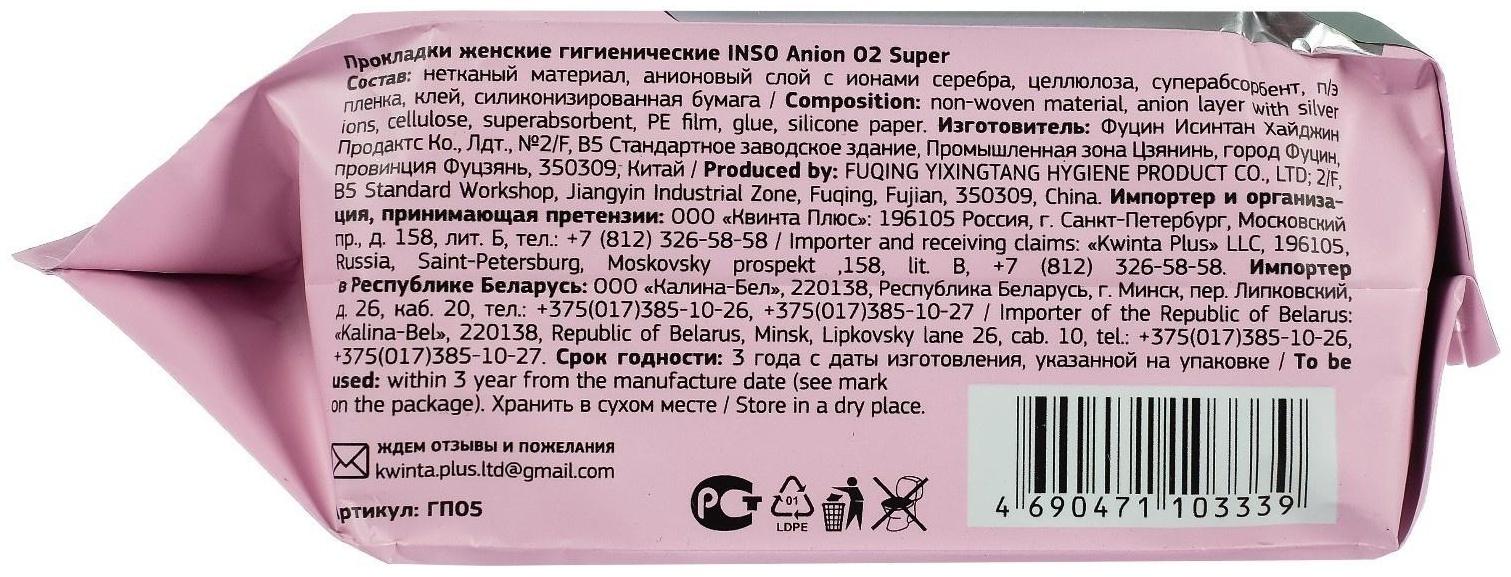 Прокладки женские гигиенические INSO Anion O2 Super
Состав: нетканый материал, анионовый слой с ионами серебра, целлюлоза, суперабсорбент, п/э
пленка, клей, силиконизированная бумага / Composition: non-woven material, anion layer with silver
ions, cellulose, superabsorbent, PE film, glue, silicone paper. Изготовитель: Фуцин Исинтан Хайджин
Продактс Ко., Лдт., №2/F, B5 Стандартное заводское здание, Промышленная зона Цзянинь, город Фуцин,
провинция Фуцзянь, 350309, Китай / Produced by: FUQING YIXINGTANG HYGIENE PRODUCT CO., LTD; 2/F,
B5 Standard Workshop, Jiangyin Industrial Zone, Fuqing, Fujian, 350309, China. Импортер и организа-
ция, принимающая претензии: ООО «Квинта Плюс»: 196105 Россия, г. Санкт-Петербург, Московский
пр., д. 158, лит. Б, тел.: +7 (812) 326-58-58 / Importer and receiving claims: «Kwinta Plus» LLC, 196105,
Russia, Saint-Petersburg, Moskovsky prospekt ,158, lit. B, +7 (812) 326-58-58. Импортер
в Республике Беларусь: ООО «Калина-Бел», 220138, Республика Беларусь, г. Минск, пер. Липковский,
д. 26, каб. 20, тел.: +375(017)385-10-26, +375(017)385-10-27 / Importer of the Republic of Belarus:
«Kalina-Bel», 220138, Republic of Belarus, Minsk, Lipkovsky lane 26, cab. 10, tel.: +375(017)385-10-26,
+375(017)385-10-27. Срок годности: 3 года с даты изготовления, указанной на упаковке / To be
used: within 3 year from the manufacture date (see mark
on the package). Хранить в сухом месте / Store in a dry place.
ЖДЕМ ОТЗЫВЫ И ПОЖЕЛАНИЯ
kwinta.plus.ltd@gmail.com
ртикул: ГП05
РСТ
01
LDPE
4 690471 103339